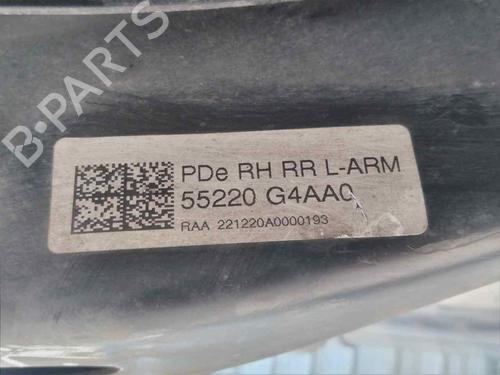 B-PARTS
PDe RH RR L-ARM
55220 G4AA0
RAA 221220A0000193